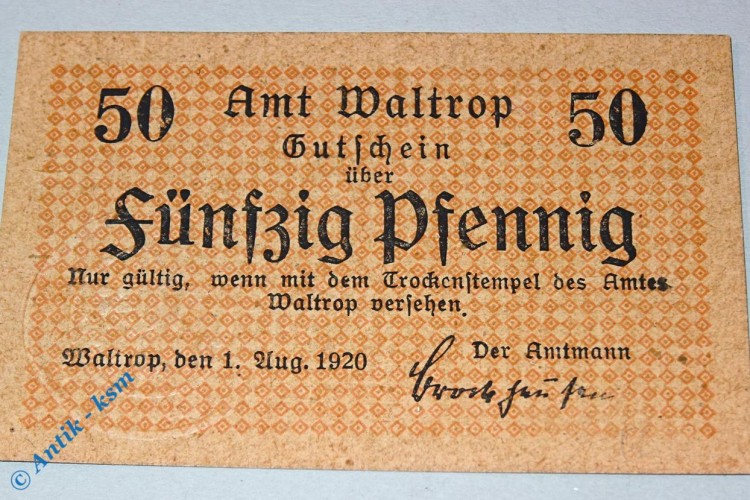 50 Amt Waltrop 50
Gutschein
über
Fünfzig Pfennig
Nur gültig, wenn mit dem Trockenstempel des Amtes
Waltrop versehen.
Waltrop, den 1. Aug. 1920
Der Amtmann
Brockhausen
© Antik - ksm